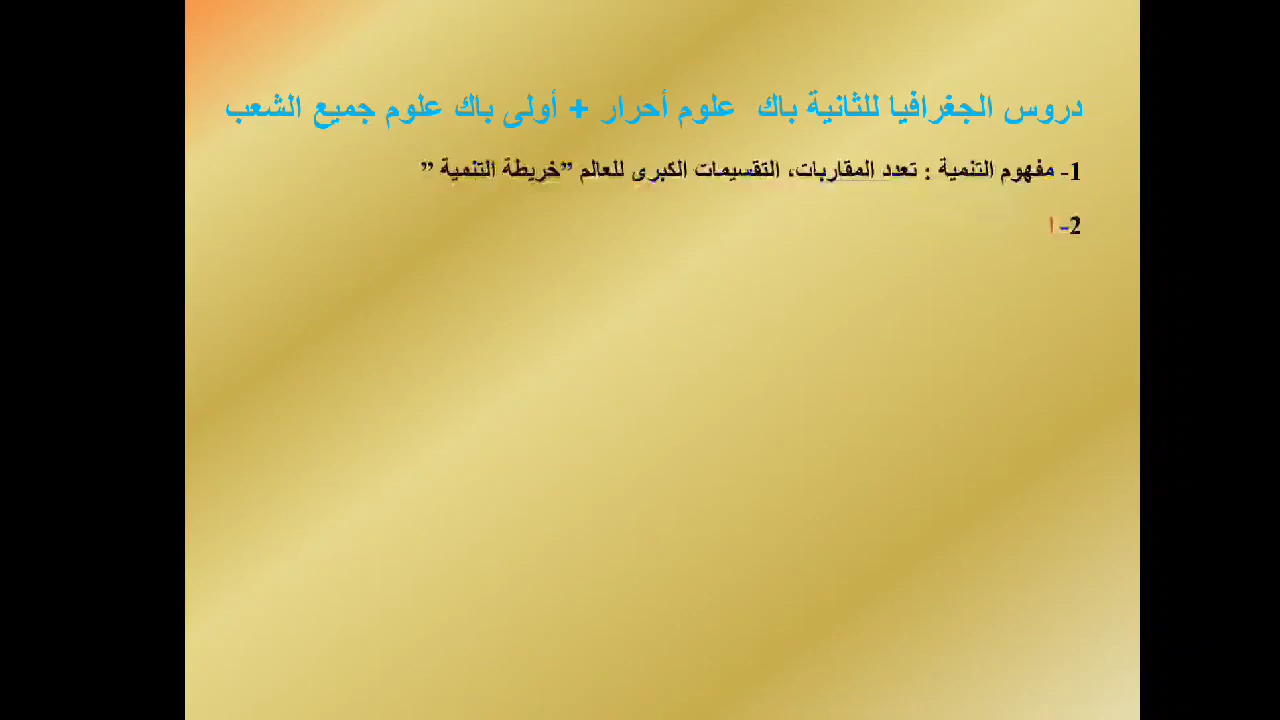 دروس الجغرافيا للثانية باك علوم أحرار + أولى باك علوم جميع الشعب
1- مفهوم التنمية : تعدد المقاربات، التقسيمات الكبرى للعالم ”خريطة التنمية ”
2- ا